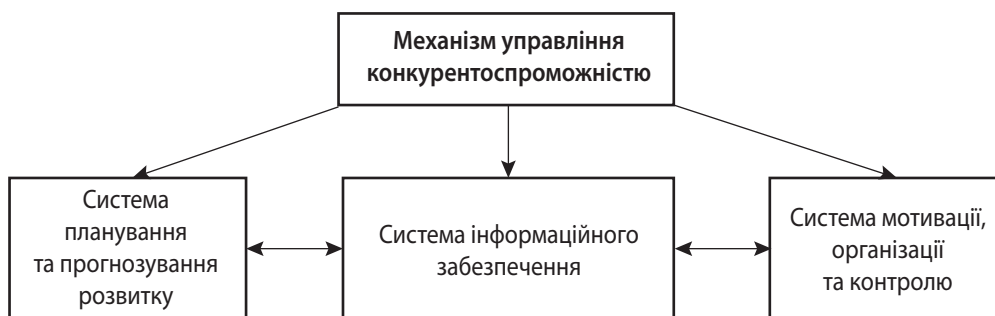 Механізм управління
конкурентоспроможністю
Система
планування
та прогнозування
розвитку
Система інформаційного
забезпечення
Система мотивації,
організації
та контролю